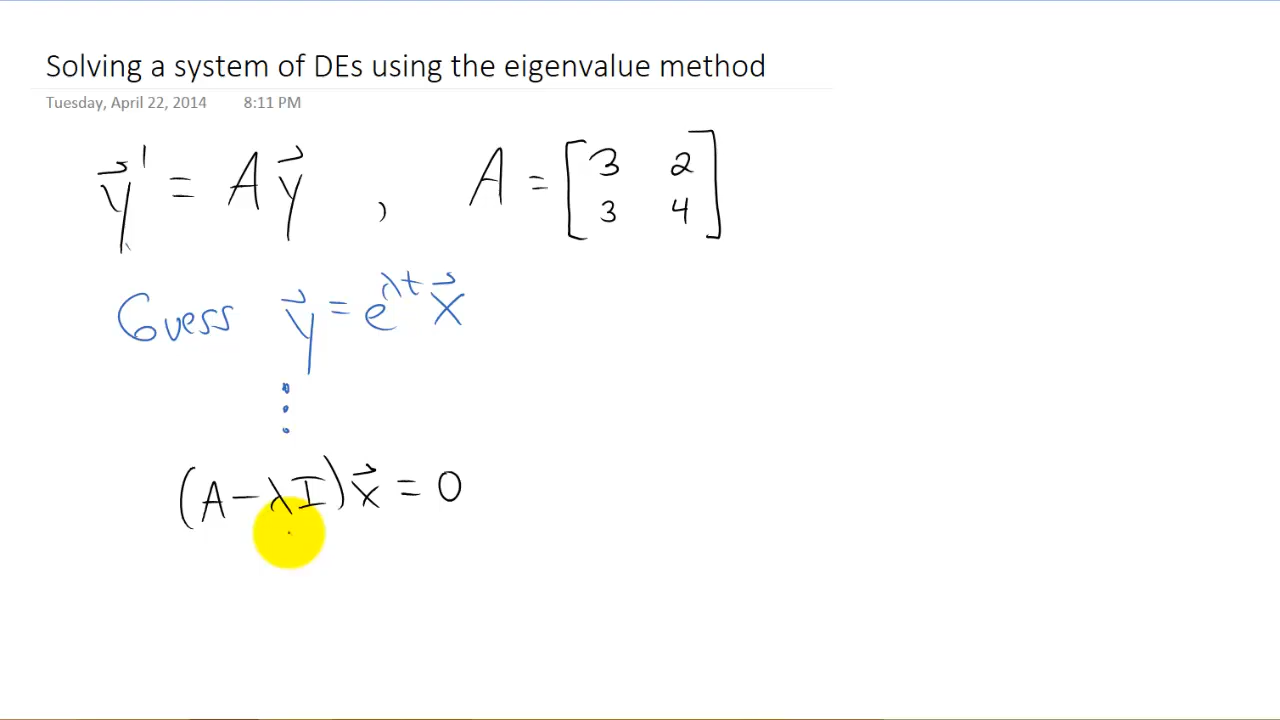 Solving a system of DEs using the eigenvalue method
Tuesday, April 22, 2014 8:11 PM
y⃗' = Ay⃗ , A = [3 2
3 4]
Guess y⃗ = e^λt x⃗
⋮
(A − λI)x⃗ = 0